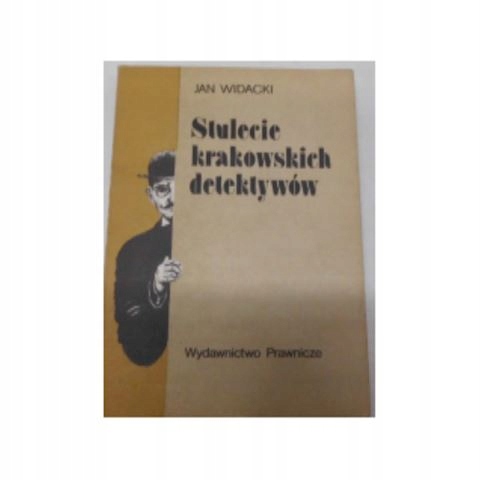 JAN WIDACKI
Stulecie
krakowskich
detektywów
Wydawnictwo Prawnicze